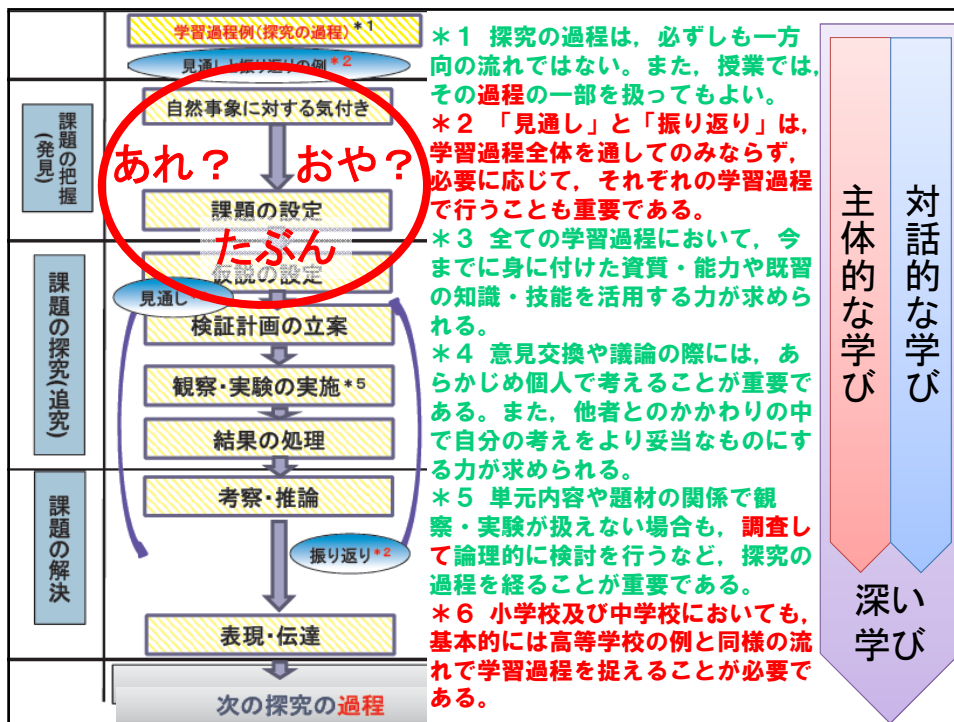 学習過程例(探究の過程)*1
見通しと振り返りの例*2
課題の把握(発見)
自然事象に対する気付き
あれ? おや?
課題の設定
たぶん
課題の探究(追究)
仮説の設定
見通し
検証計画の立案
観察・実験の実施*5
結果の処理
課題の解決
考察・推論
振り返り*2
表現・伝達
次の探究の過程
*1 探究の過程は,必ずしも一方
向の流れではない。また,授業では,
その過程の一部を扱ってもよい。
*2 「見通し」と「振り返り」は,
学習過程全体を通してのみならず,
必要に応じて,それぞれの学習過程
で行うことも重要である。
*3 全ての学習過程において,今
までに身に付けた資質・能力や既習
の知識・技能を活用する力が求めら
れる。
*4 意見交換や議論の際には,あ
らかじめ個人で考えることが重要で
ある。また,他者とのかかわりの中
で自分の考えをより妥当なものにす
る力が求められる。
*5 単元内容や題材の関係で観
察・実験が扱えない場合も,調査し
て論理的に検討を行うなど,探究の
過程を経ることが重要である。
*6 小学校及び中学校においても,
基本的には高等学校の例と同様の流
れで学習過程を捉えることが必要で
ある。
主体的な学び
対話的な学び
深い
学び